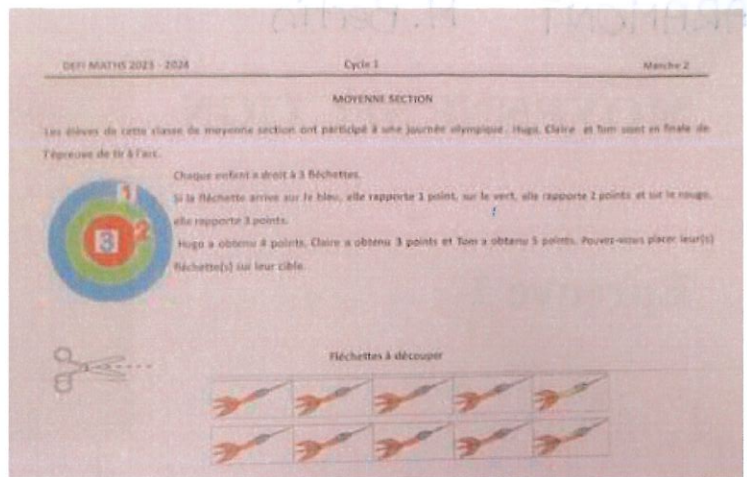 DEFI MATHS 2023 - 2024 Cycle 1 Manche 2
MOYENNE SECTION
Les élèves de cette classe de moyenne section ont participé à une journée olympique. Hugo, Claire et Tom sont en finale de
l'épreuve de tir à l'arc.
Chaque enfant a droit à 3 fléchettes.
Si la fléchette arrive sur le bleu, elle rapporte 1 point, sur le vert, elle rapporte 2 points et sur le rouge,
elle rapporte 3 points.
Hugo a obtenu 4 points, Claire a obtenu 3 points et Tom a obtenu 5 points. Pouvez-vous placer leur(s)
fléchette(s) sur leur cible.
1
2
3
Fléchettes à découper